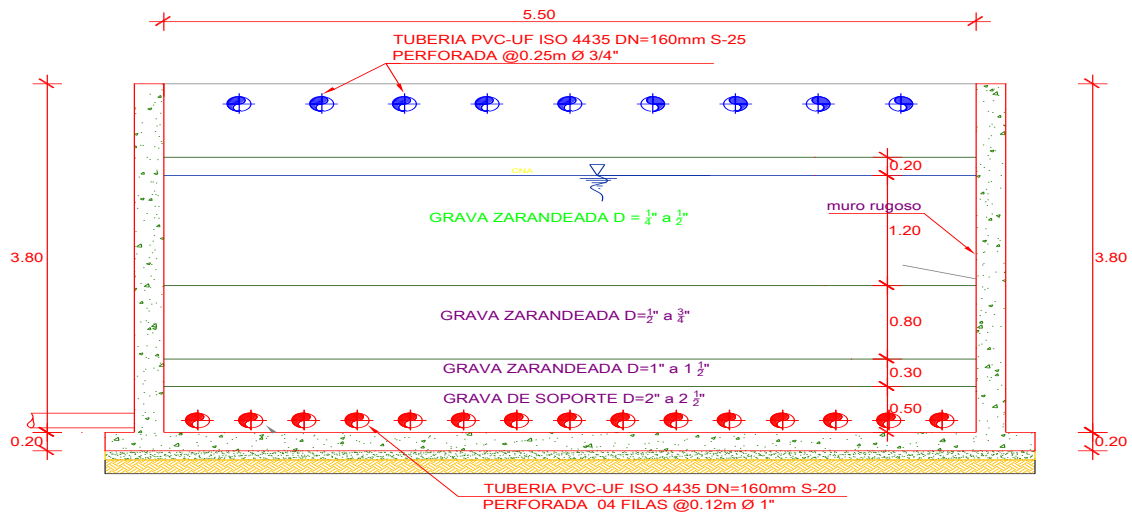 5.50
TUBERIA PVC-UF ISO 4435 DN=160mm S-25
PERFORADA @0.25m Ø 3/4"
0.20
CNA
GRAVA ZARANDEADA D = 1/4" a 1/2"
muro rugoso
1.20
3.80
3.80
GRAVA ZARANDEADA D=1/2" a 3/4"
0.80
GRAVA ZARANDEADA D=1" a 1 1/2"
0.30
GRAVA DE SOPORTE D=2" a 2 1/2"
0.50
0.20
0.20
TUBERIA PVC-UF ISO 4435 DN=160mm S-20
PERFORADA 04 FILAS @0.12m Ø 1"